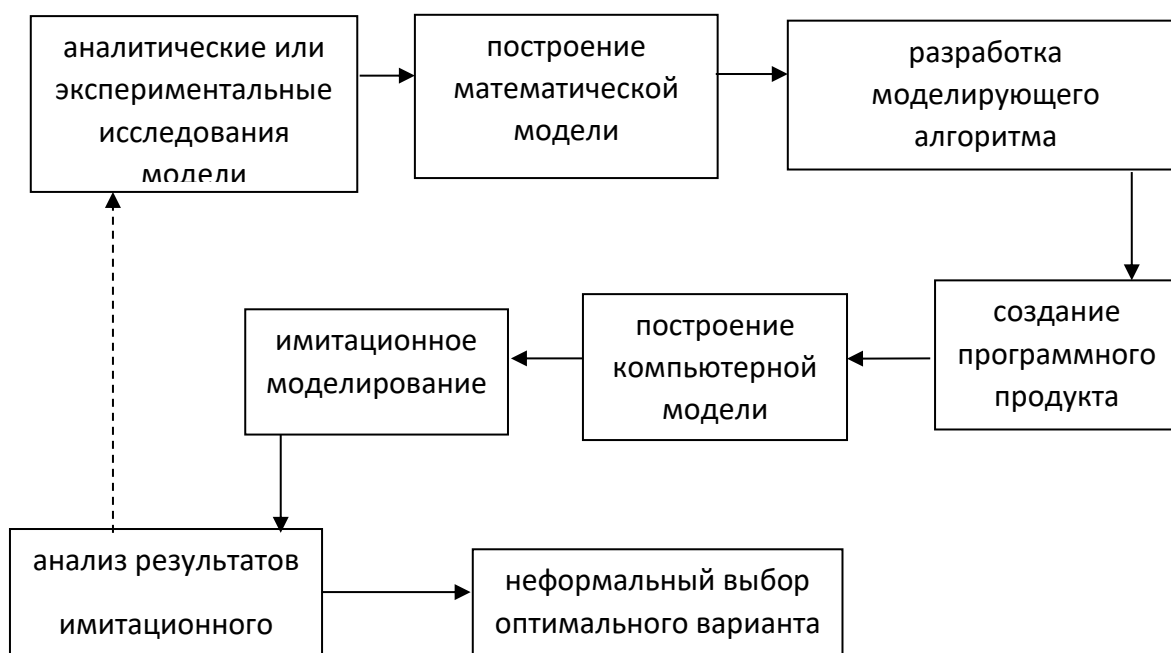 аналитические или
экспериментальные
исследования
модели
построение
математической
модели
разработка
моделирующего
алгоритма
создание
программного
продукта
построение
компьютерной
модели
имитационное
моделирование
анализ результатов
имитационного
неформальный выбор
оптимального варианта